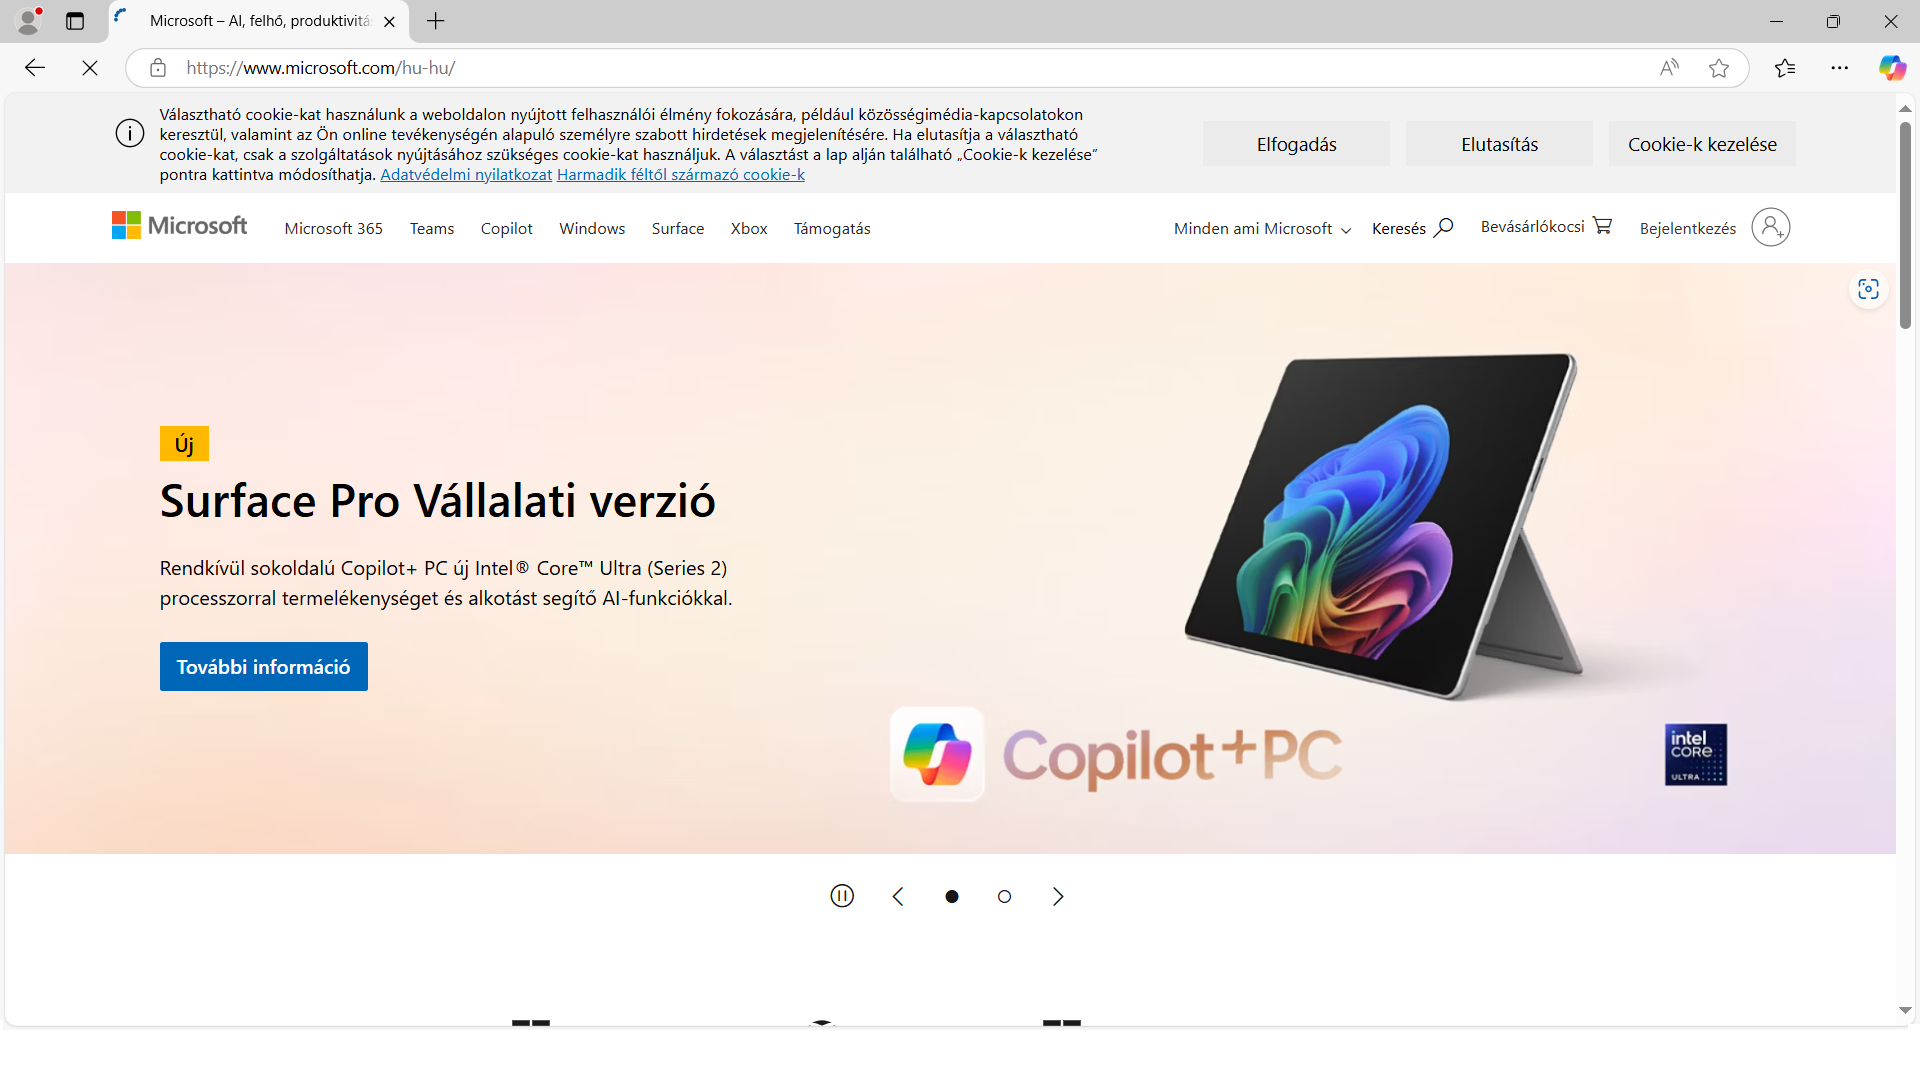 Microsoft – AI, felhő, produktivitá
https://www.microsoft.com/hu-hu/
Választható cookie-kat használunk a weboldalon nyújtott felhasználói élmény fokozására, például közösségimédia-kapcsolatokon
keresztül, valamint az Ön online tevékenységén alapuló személyre szabott hirdetések megjelenítésére. Ha elutasítja a választható
cookie-kat, csak a szolgáltatások nyújtásához szükséges cookie-kat használjuk. A választást a lap alján található „Cookie-k kezelése”
pontra kattintva módosíthatja. Adatvédelmi nyilatkozat Harmadik féltől származó cookie-k
Elfogadás
Elutasítás
Cookie-k kezelése
Microsoft
Microsoft 365
Teams
Copilot
Windows
Surface
Xbox
Támogatás
Minden ami Microsoft
Keresés
Bevásárlókocsi
Bejelentkezés
Új
Surface Pro Vállalati verzió
Rendkívül sokoldalú Copilot+ PC új Intel® Core™ Ultra (Series 2)
processzorral termelékenységet és alkotást segítő AI-funkciókkal.
További információ
Copilot+PC
intel
CORE
ULTRA